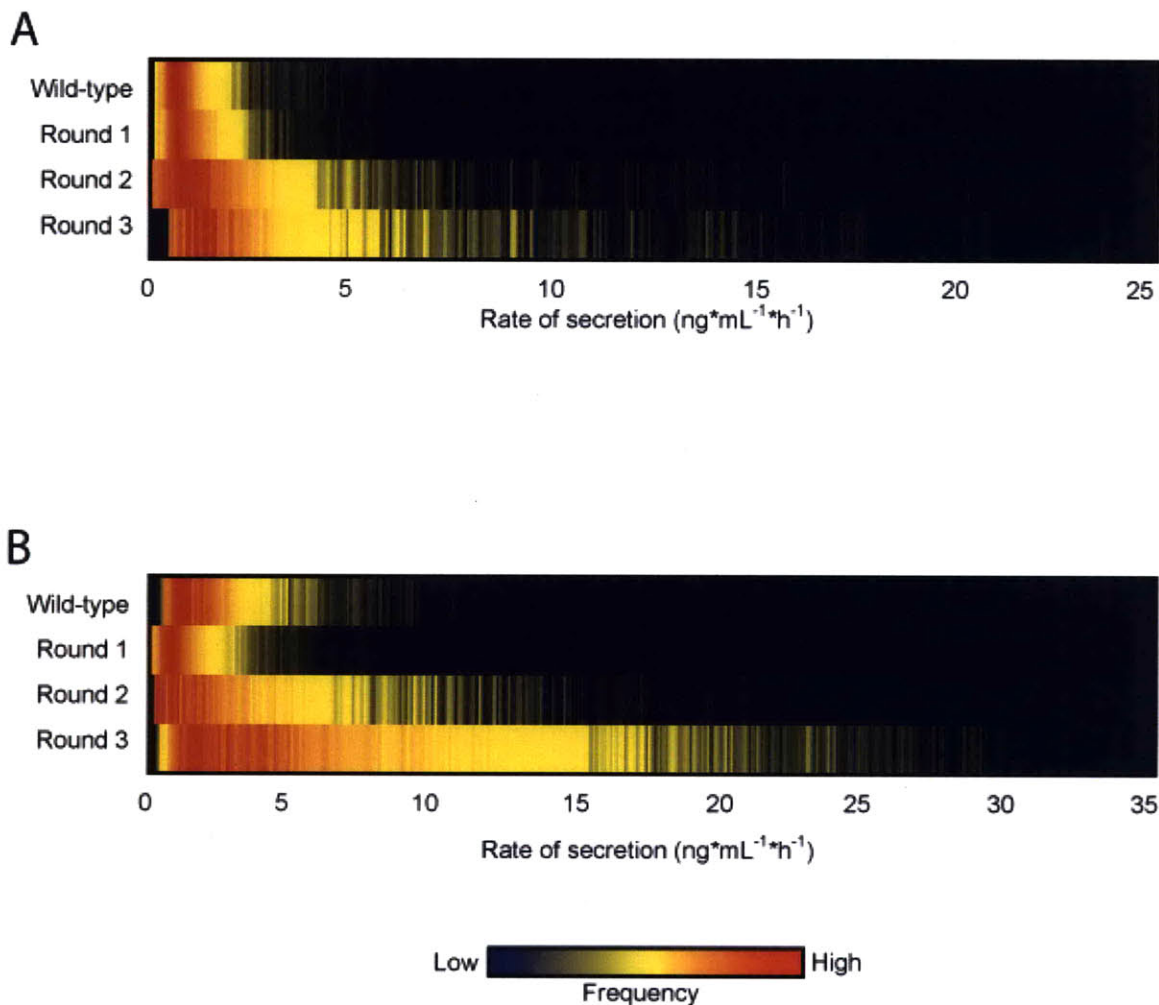 A
Wild-type
Round 1
Round 2
Round 3
0 5 10 15 20 25
Rate of secretion (ng*mL⁻¹*h⁻¹)
B
Wild-type
Round 1
Round 2
Round 3
0 5 10 15 20 25 30 35
Rate of secretion (ng*mL⁻¹*h⁻¹)
Low High
Frequency